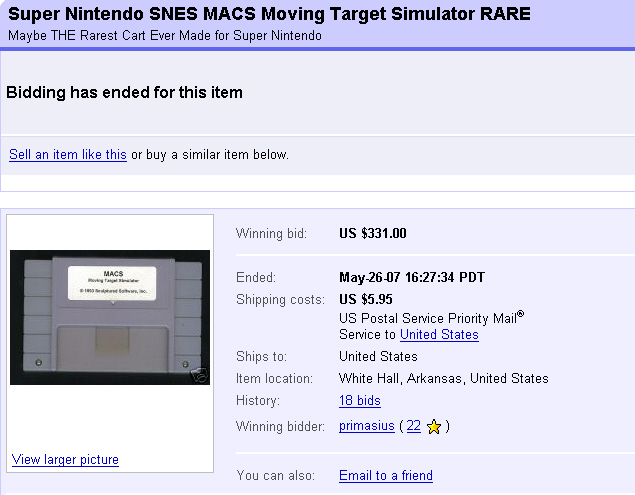 Super Nintendo SNES MACS Moving Target Simulator RARE
Maybe THE Rarest Cart Ever Made for Super Nintendo
Bidding has ended for this item
Sell an item like this or buy a similar item below.
MACS
Moving Target Simulator
© 1993 Sculptured Software, Inc.
View larger picture
Winning bid: US $331.00
Ended: May-26-07 16:27:34 PDT
Shipping costs: US $5.95
US Postal Service Priority Mail®
Service to United States
Ships to: United States
Item location: White Hall, Arkansas, United States
History: 18 bids
Winning bidder: primasius ( 22 )
You can also: Email to a friend